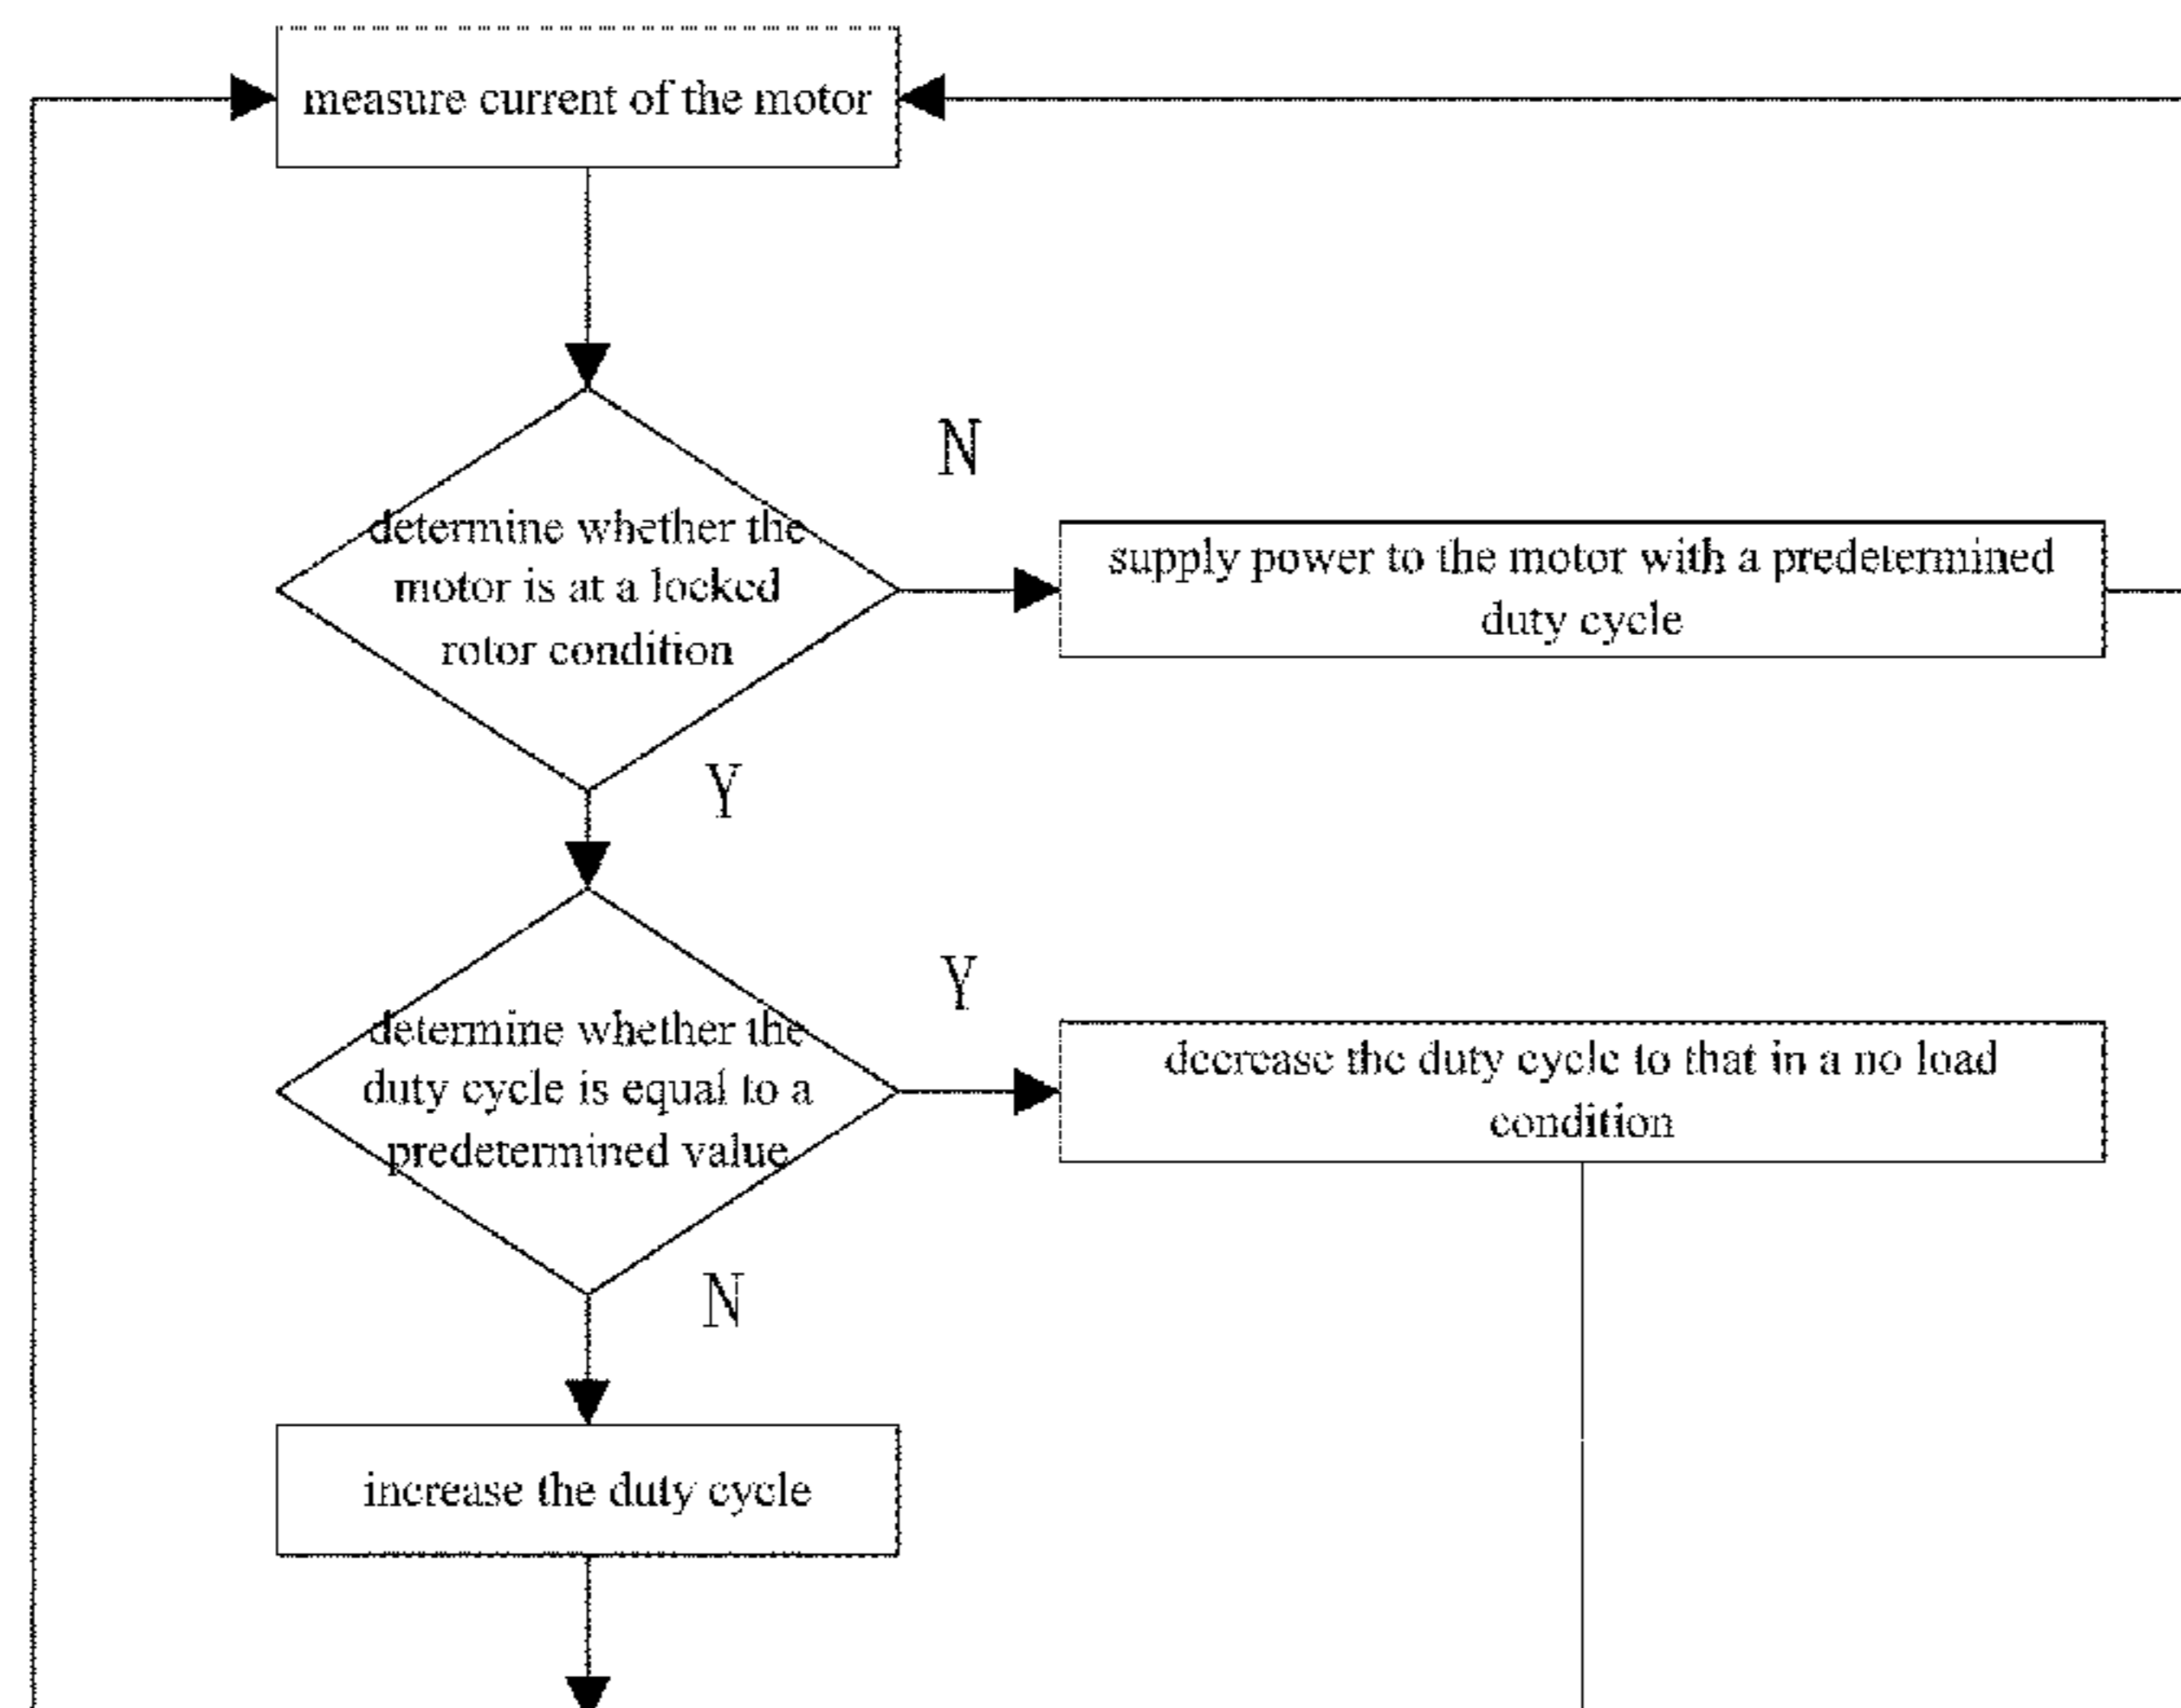 measure current of the motor
N
determine whether the
motor is at a locked
rotor condition
supply power to the motor with a predetermined
duty cycle
Y
Y
determine whether the
duty cycle is equal to a
predetermined value
decrease the duty cycle to that in a no load
condition
N
increase the duty cycle